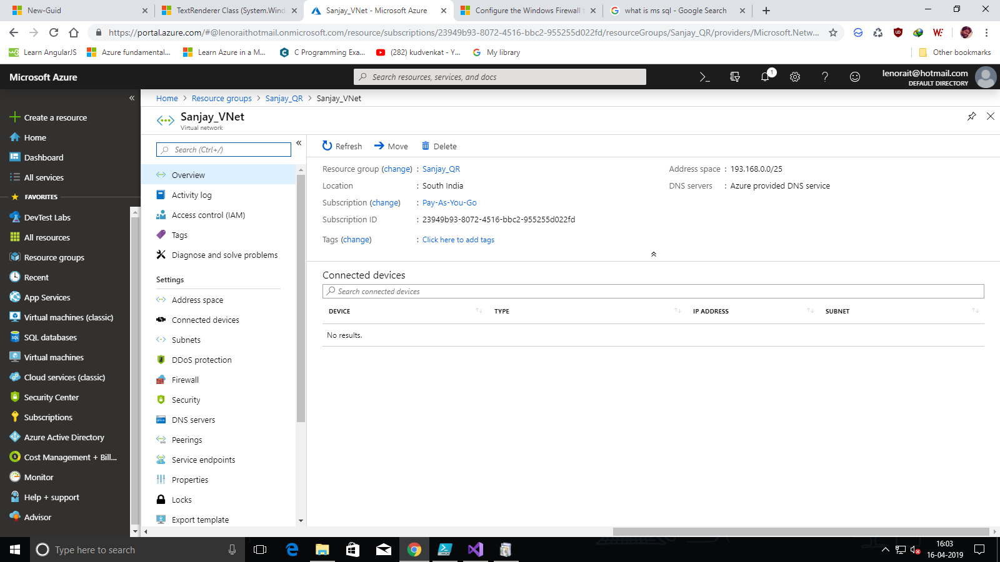 New-Guid
TextRenderer Class (System.Wind
Sanjay_VNet - Microsoft Azure
Configure the Windows Firewall t
what is ms sql - Google Search
https://portal.azure.com/#@lenoraithotmail.onmicrosoft.com/resource/subscriptions/23949b93-8072-4516-bbc2-955255d022fd/resourceGroups/Sanjay_QR/providers/Microsoft.Netw...
Learn AngularJS
Azure fundamental...
Learn Azure in a M...
C Programming Exa...
(282) kudvenkat - Y...
My library
Other bookmarks
Microsoft Azure
Search resources, services, and docs
1
lenorait@hotmail.com
DEFAULT DIRECTORY
Create a resource
Home
Dashboard
All services
FAVORITES
DevTest Labs
All resources
Resource groups
Recent
App Services
Virtual machines (classic)
SQL databases
Virtual machines
Cloud services (classic)
Security Center
Subscriptions
Azure Active Directory
Cost Management + Bill...
Monitor
Help + support
Advisor
Home > Resource groups > Sanjay_QR > Sanjay_VNet
Sanjay_VNet
Virtual network
Search (Ctrl+/)
Overview
Activity log
Access control (IAM)
Tags
Diagnose and solve problems
Settings
Address space
Connected devices
Subnets
DDoS protection
Firewall
Security
DNS servers
Peerings
Service endpoints
Properties
Locks
Export template
Refresh
Move
Delete
Resource group (change) : Sanjay_QR
Location : South India
Subscription (change) : Pay-As-You-Go
Subscription ID : 23949b93-8072-4516-bbc2-955255d022fd
Tags (change) : Click here to add tags
Address space : 193.168.0.0/25
DNS servers : Azure provided DNS service
Connected devices
Search connected devices
DEVICE TYPE IP ADDRESS SUBNET
No results.
Type here to search
16:03
16-04-2019